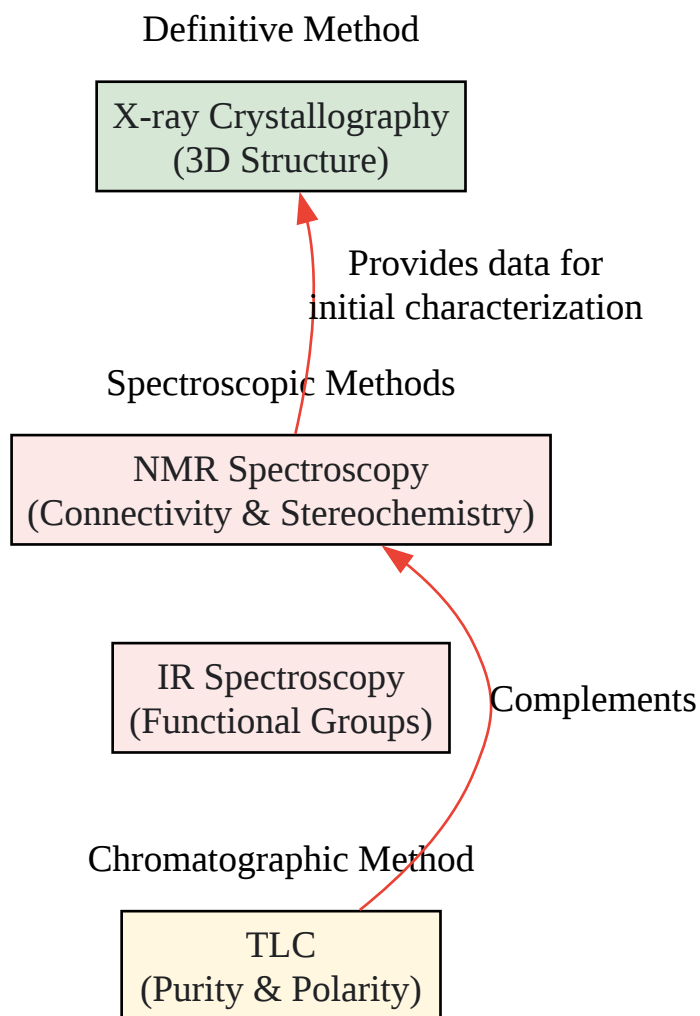 Definitive Method
X-ray Crystallography
(3D Structure)
Provides data for
initial characterization
Spectroscopic Methods
NMR Spectroscopy
(Connectivity & Stereochemistry)
IR Spectroscopy
(Functional Groups)
Complements
Chromatographic Method
TLC
(Purity & Polarity)